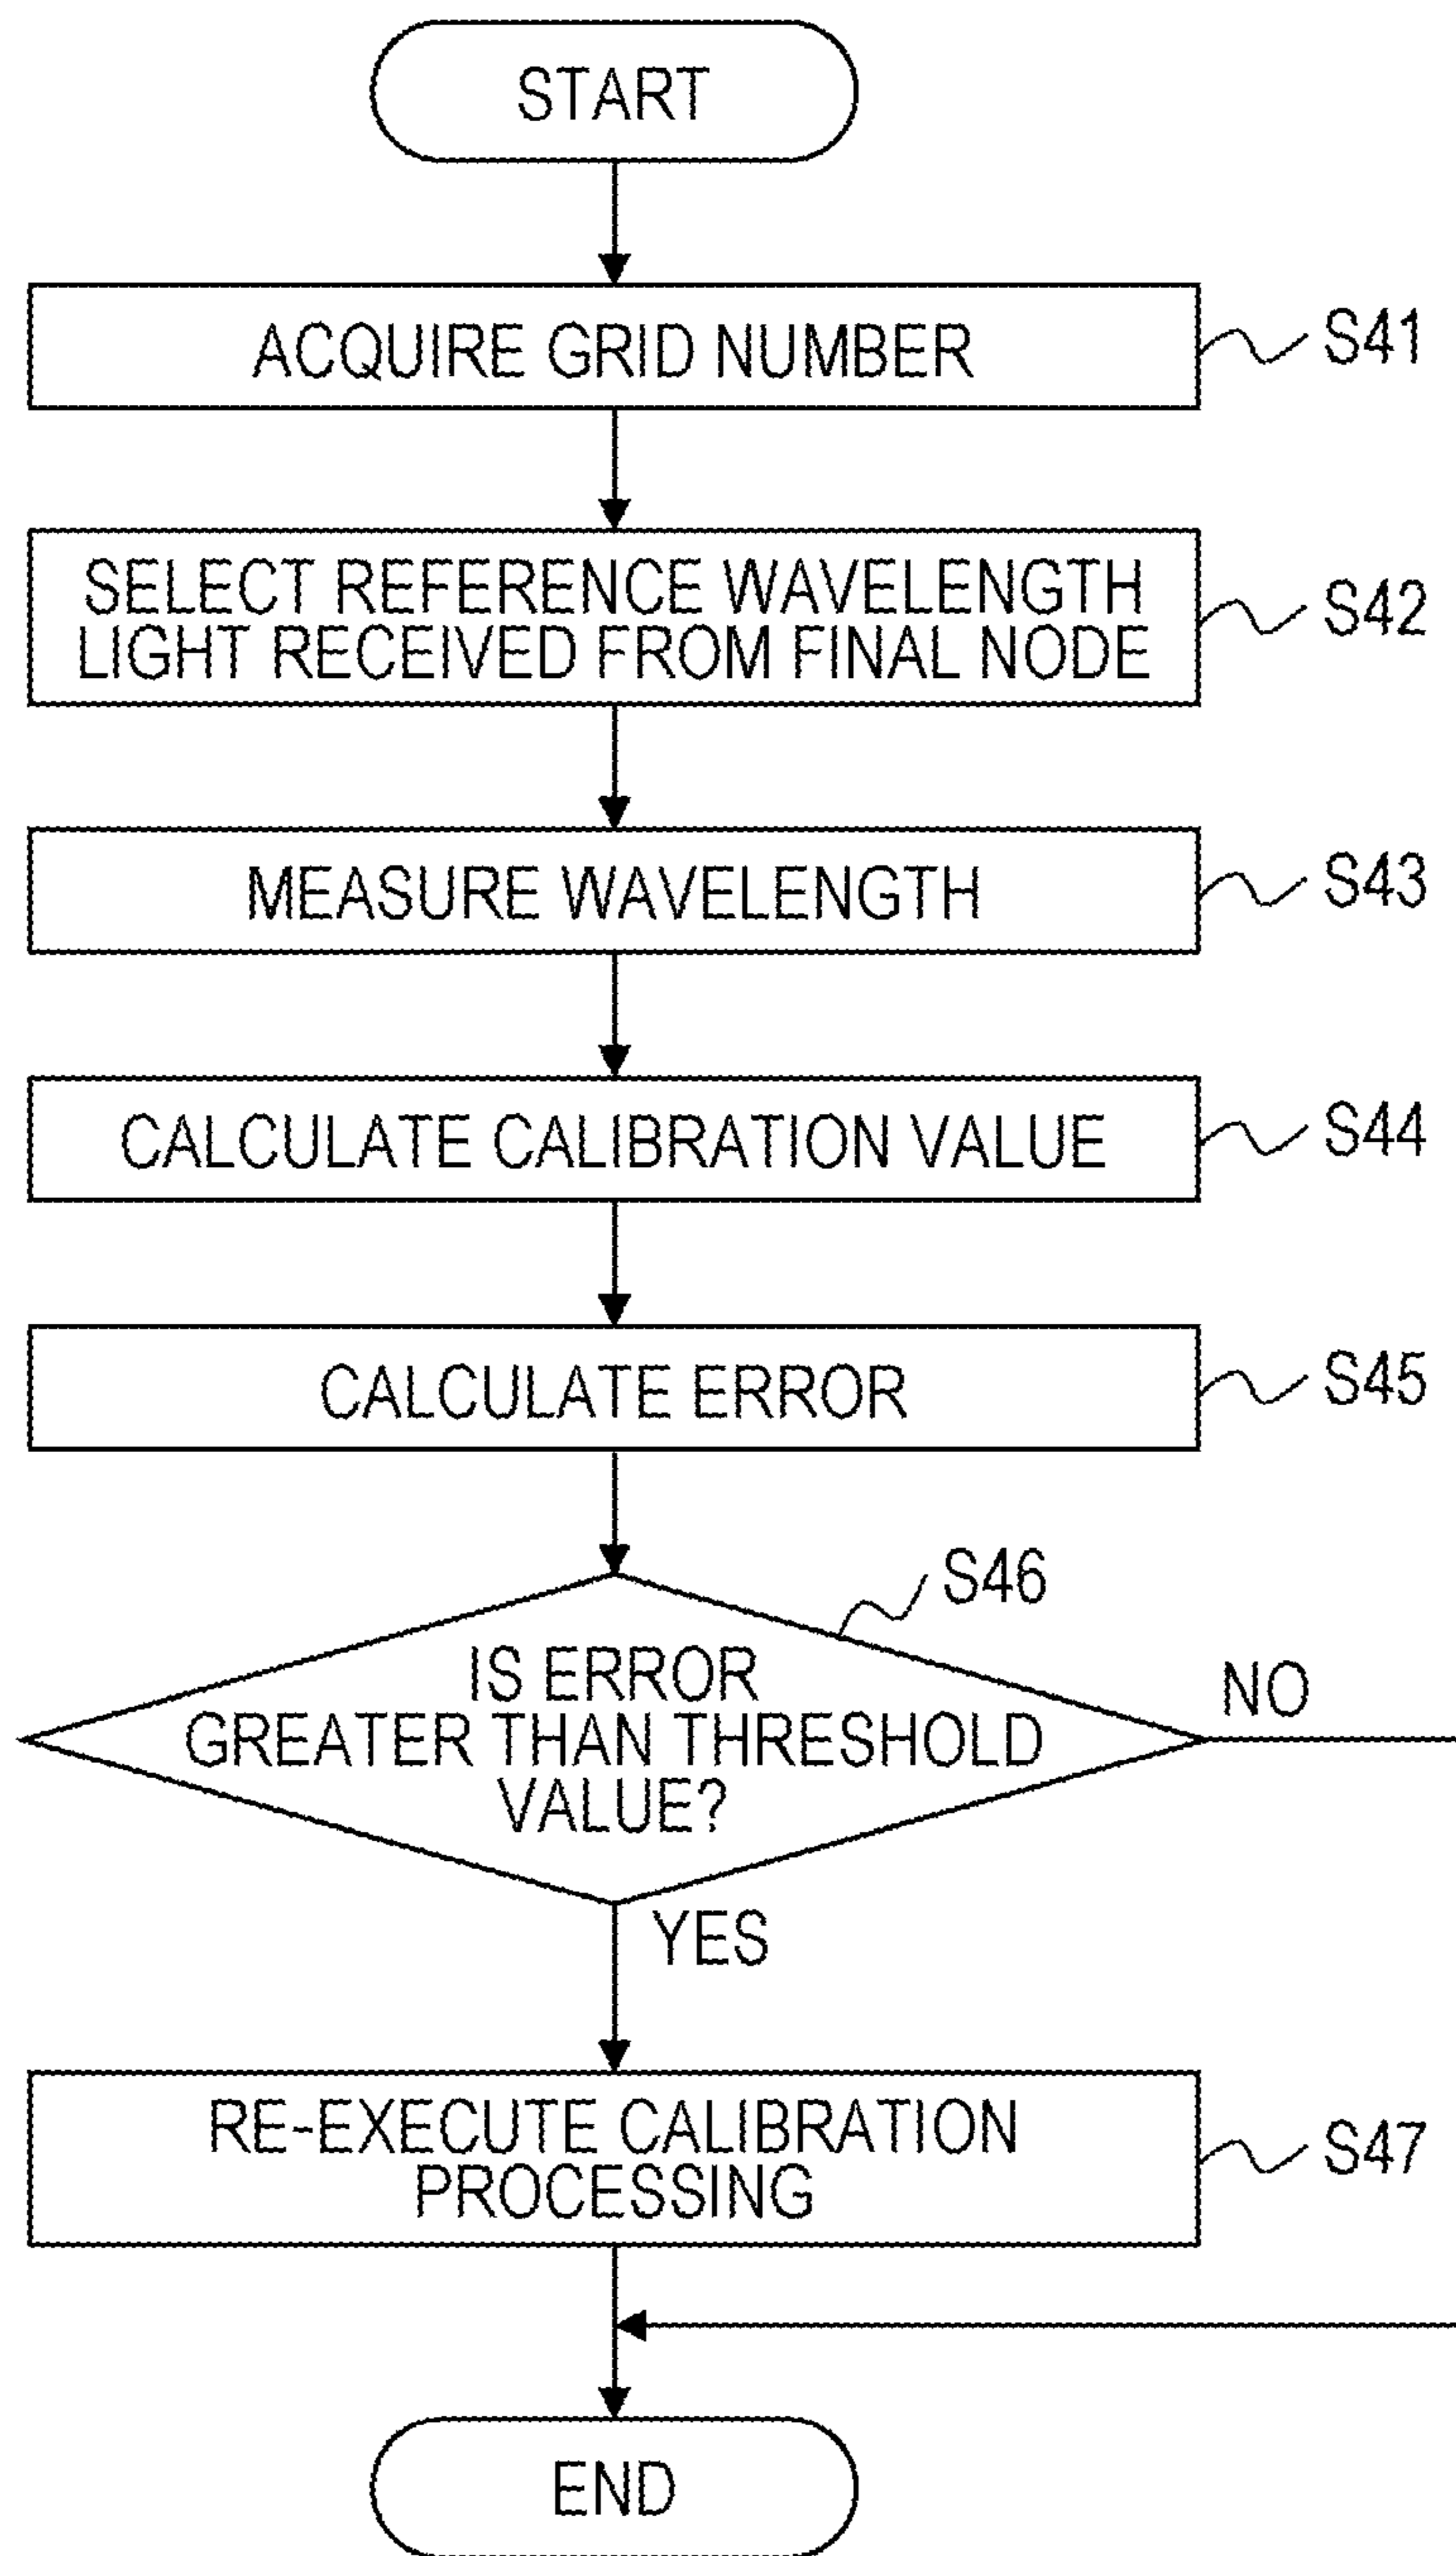 START
ACQUIRE GRID NUMBER
S41
SELECT REFERENCE WAVELENGTH
LIGHT RECEIVED FROM FINAL NODE
S42
MEASURE WAVELENGTH
S43
CALCULATE CALIBRATION VALUE
S44
CALCULATE ERROR
S45
S46
IS ERROR
GREATER THAN THRESHOLD
VALUE?
NO
YES
RE-EXECUTE CALIBRATION
PROCESSING
S47
END